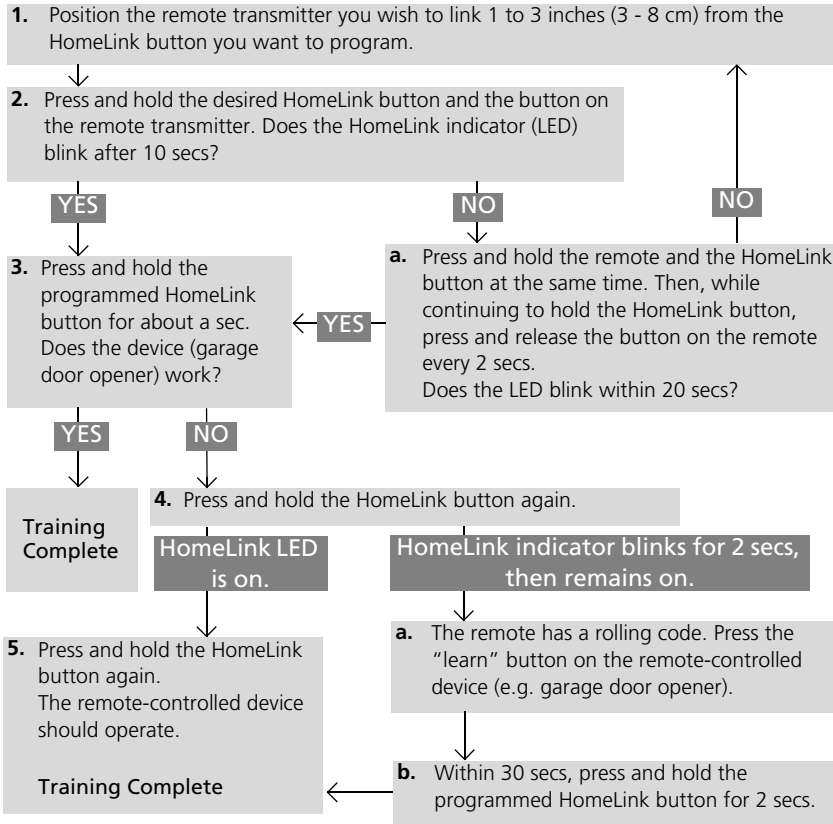 1. Position the remote transmitter you wish to link 1 to 3 inches (3 - 8 cm) from the
HomeLink button you want to program.
2. Press and hold the desired HomeLink button and the button on
the remote transmitter. Does the HomeLink indicator (LED)
blink after 10 secs?
YES
NO
NO
3. Press and hold the
programmed HomeLink
button for about a sec.
Does the device (garage
door opener) work?
YES
a. Press and hold the remote and the HomeLink
button at the same time. Then, while
continuing to hold the HomeLink button,
press and release the button on the remote
every 2 secs.
Does the LED blink within 20 secs?
YES
NO
Training
Complete
4. Press and hold the HomeLink button again.
HomeLink LED
is on.
HomeLink indicator blinks for 2 secs,
then remains on.
5. Press and hold the HomeLink
button again.
The remote-controlled device
should operate.
Training Complete
a. The remote has a rolling code. Press the
“learn” button on the remote-controlled
device (e.g. garage door opener).
b. Within 30 secs, press and hold the
programmed HomeLink button for 2 secs.